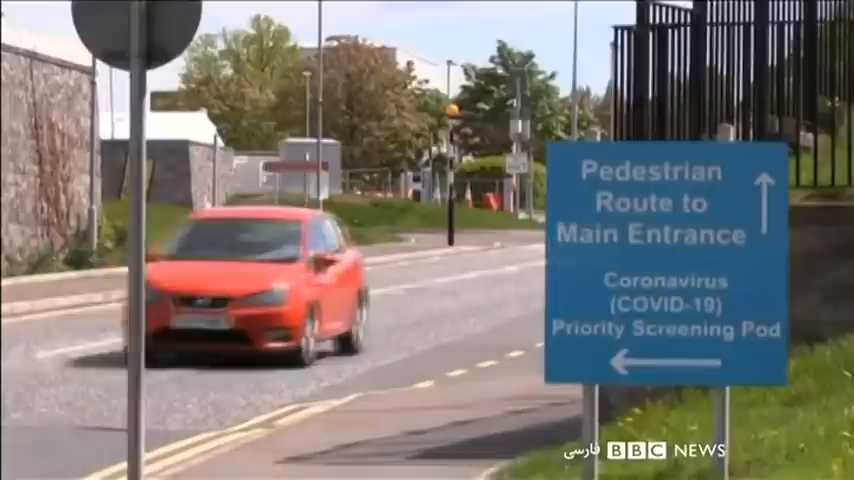 Pedestrian
Route to
Main Entrance
Coronavirus
(COVID-19)
Priority Screening Pod
فارسی BBC NEWS